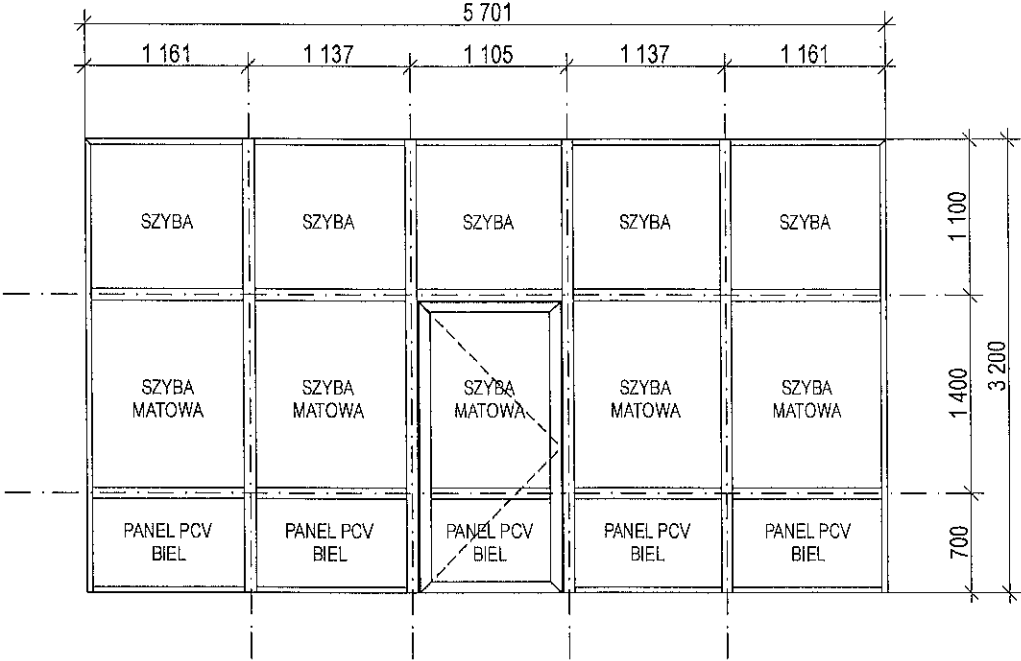 5 701
1 161 1 137 1 105 1 137 1 161
SZYBA SZYBA SZYBA SZYBA SZYBA
1 100
SZYBA MATOWA SZYBA MATOWA SZYBA MATOWA SZYBA MATOWA SZYBA MATOWA
1 400
3 200
PANEL PCV BIEL PANEL PCV BIEL PANEL PCV BIEL PANEL PCV BIEL PANEL PCV BIEL
700